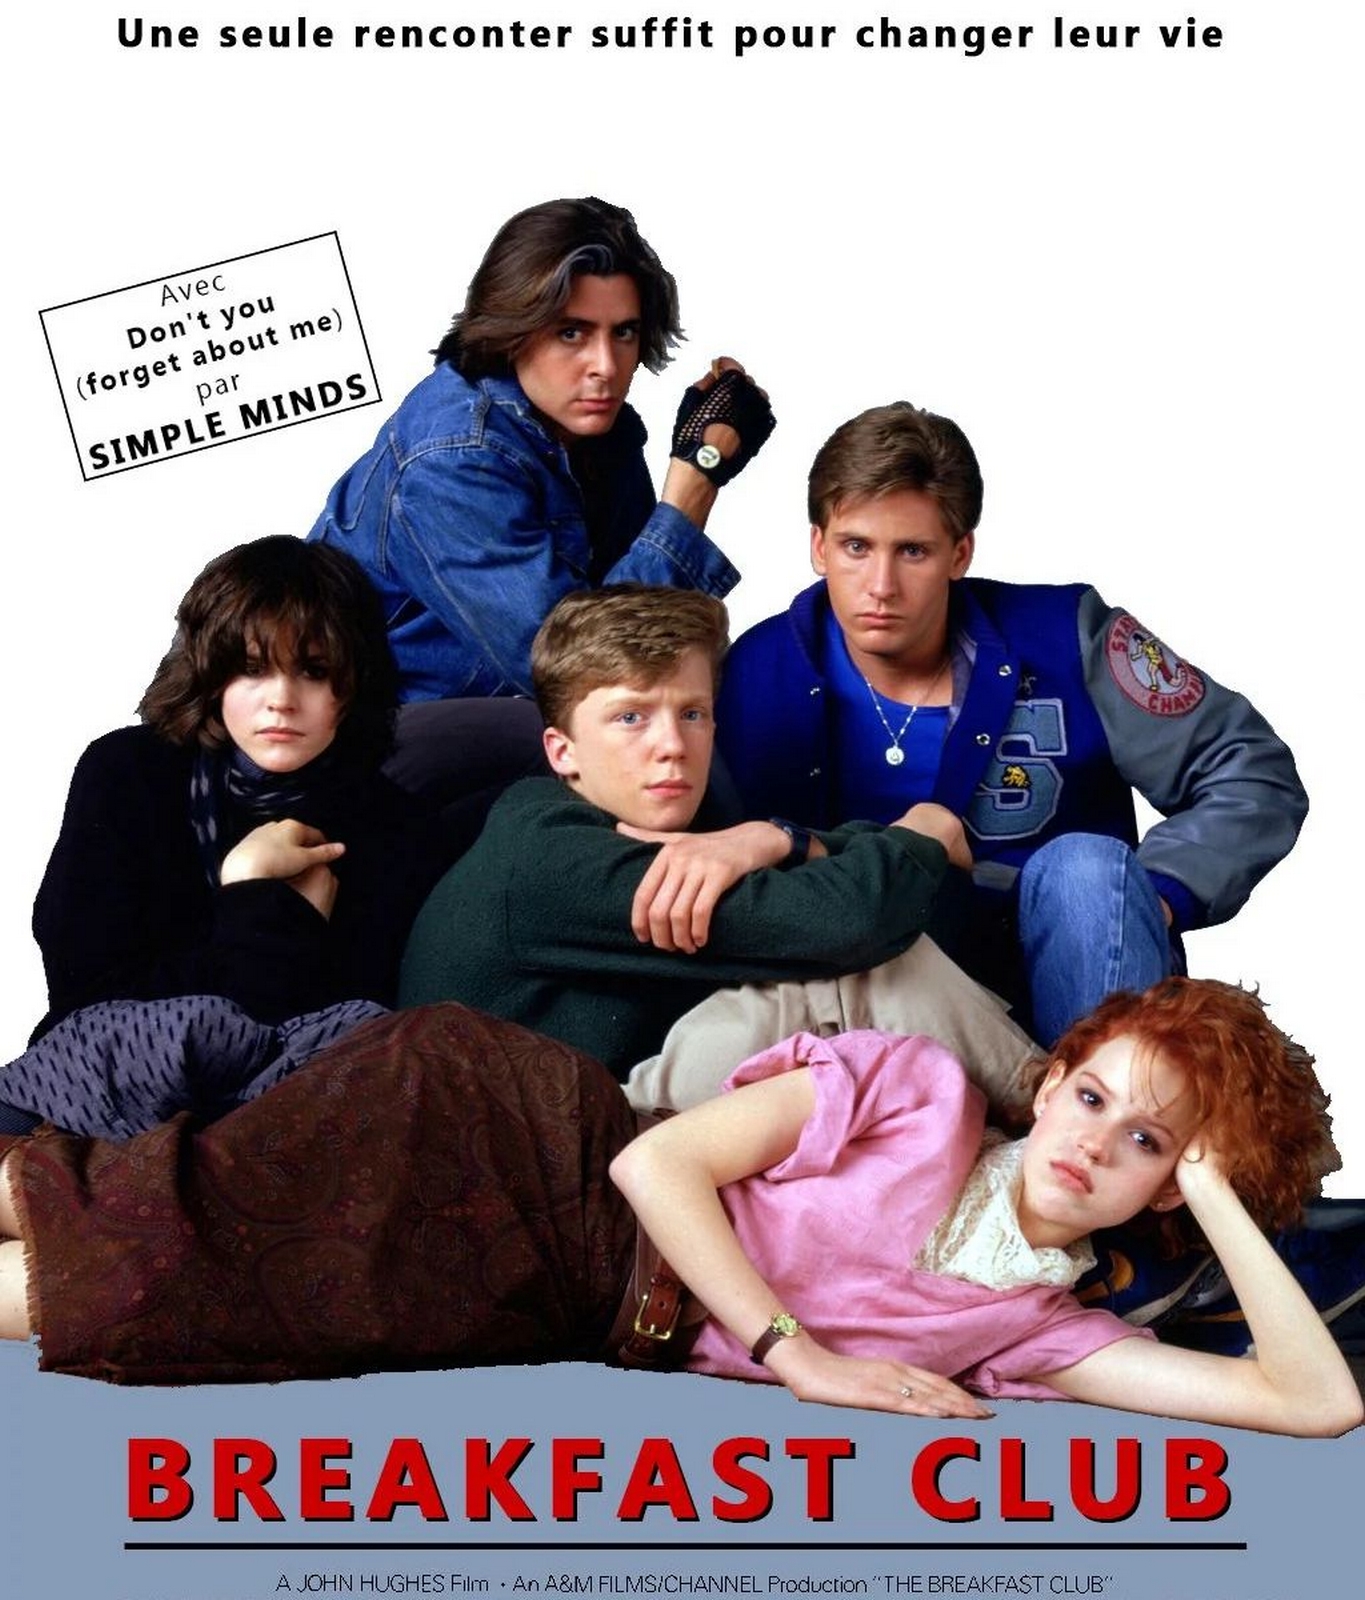 Une seule renconter suffit pour changer leur vie
Avec
Don't you
(forget about me)
par
SIMPLE MINDS
S
BREAKFAST CLUB
A JOHN HUGHES Film • An A&M FILMS/CHANNEL Production "THE BREAKFAST CLUB"